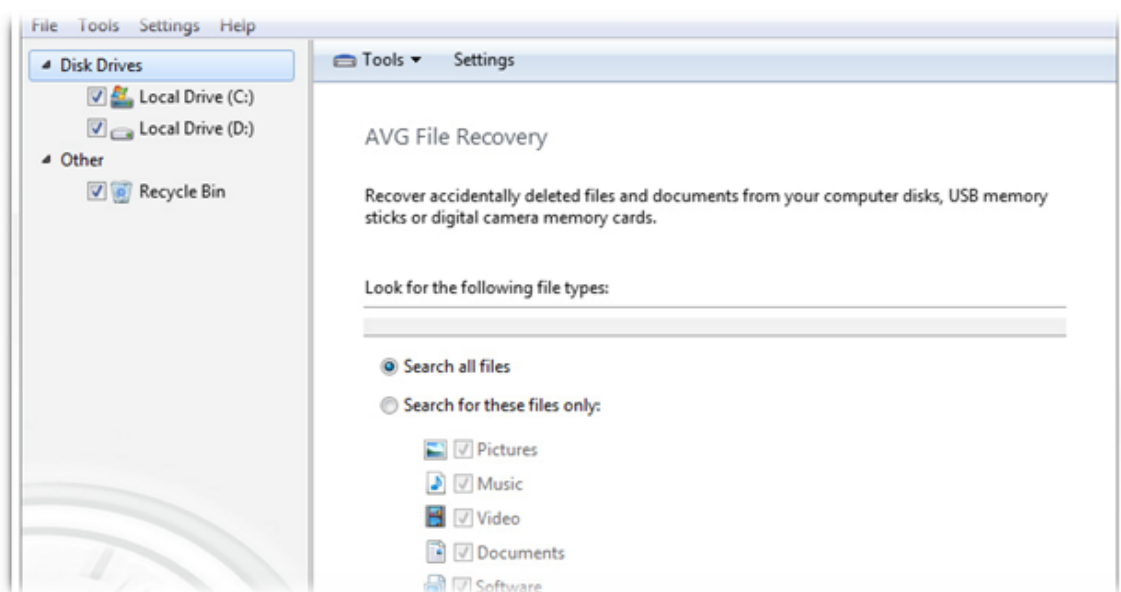 File Tools Settings Help
Disk Drives
Local Drive (C:)
Local Drive (D:)
Other
Recycle Bin
Tools Settings
AVG File Recovery
Recover accidentally deleted files and documents from your computer disks, USB memory
sticks or digital camera memory cards.
Look for the following file types:
Search all files
Search for these files only:
Pictures
Music
Video
Documents
Software